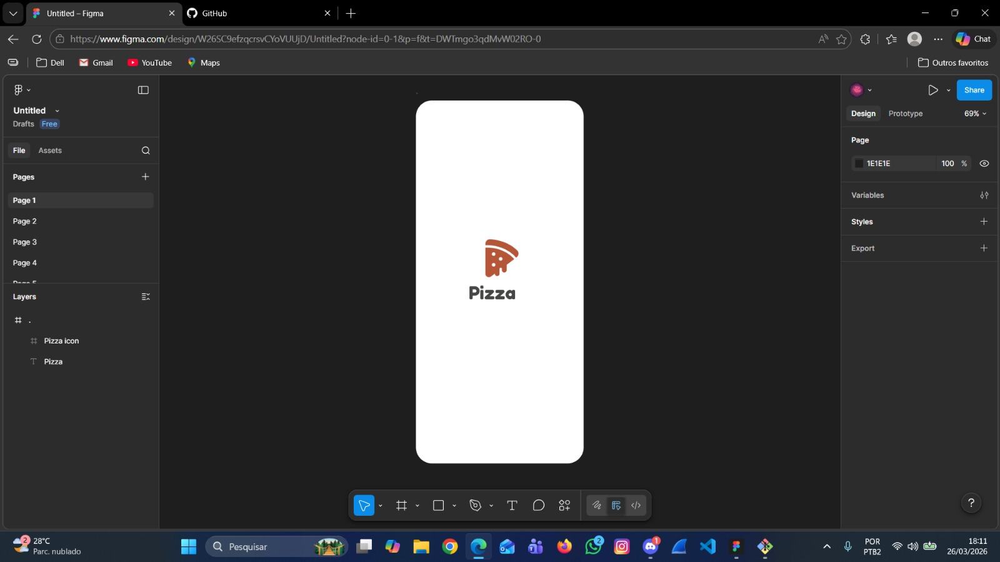 Untitled – Figma
GitHub
https://www.figma.com/design/W26SC9efzqcrsvCYoVUUjD/Untitled?node-id=0-1&p=f&t=DWTmgo3qdMvW02RO-0
Chat
Dell
Gmail
YouTube
Maps
Outros favoritos
Untitled
Drafts Free
File Assets
Pages
Page 1
Page 2
Page 3
Page 4
Layers
.
Pizza icon
Pizza
Pizza
Share
Design Prototype 69%
Page
1E1E1E 100 %
Variables
Styles
Export
?
2
28°C
Parc. nublado
Pesquisar
2
1
POR
PTB2
18:11
26/03/2026